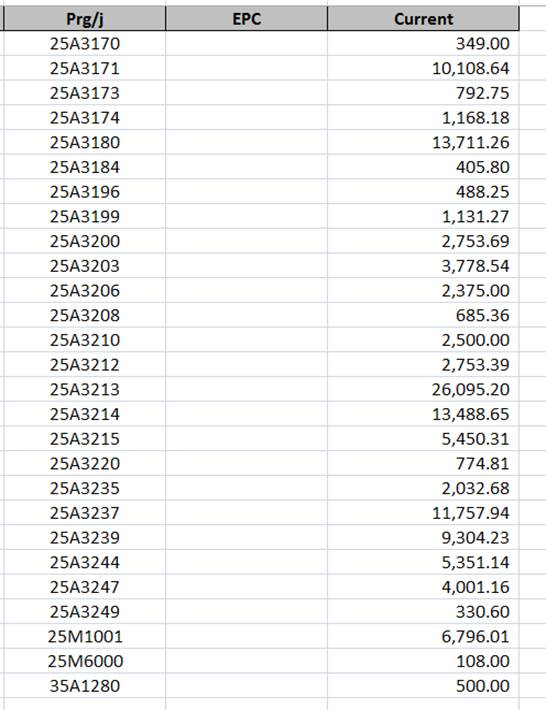 Prg/j EPC Current
25A3170 349.00
25A3171 10,108.64
25A3173 792.75
25A3174 1,168.18
25A3180 13,711.26
25A3184 405.80
25A3196 488.25
25A3199 1,131.27
25A3200 2,753.69
25A3203 3,778.54
25A3206 2,375.00
25A3208 685.36
25A3210 2,500.00
25A3212 2,753.39
25A3213 26,095.20
25A3214 13,488.65
25A3215 5,450.31
25A3220 774.81
25A3235 2,032.68
25A3237 11,757.94
25A3239 9,304.23
25A3244 5,351.14
25A3247 4,001.16
25A3249 330.60
25M1001 6,796.01
25M6000 108.00
35A1280 500.00